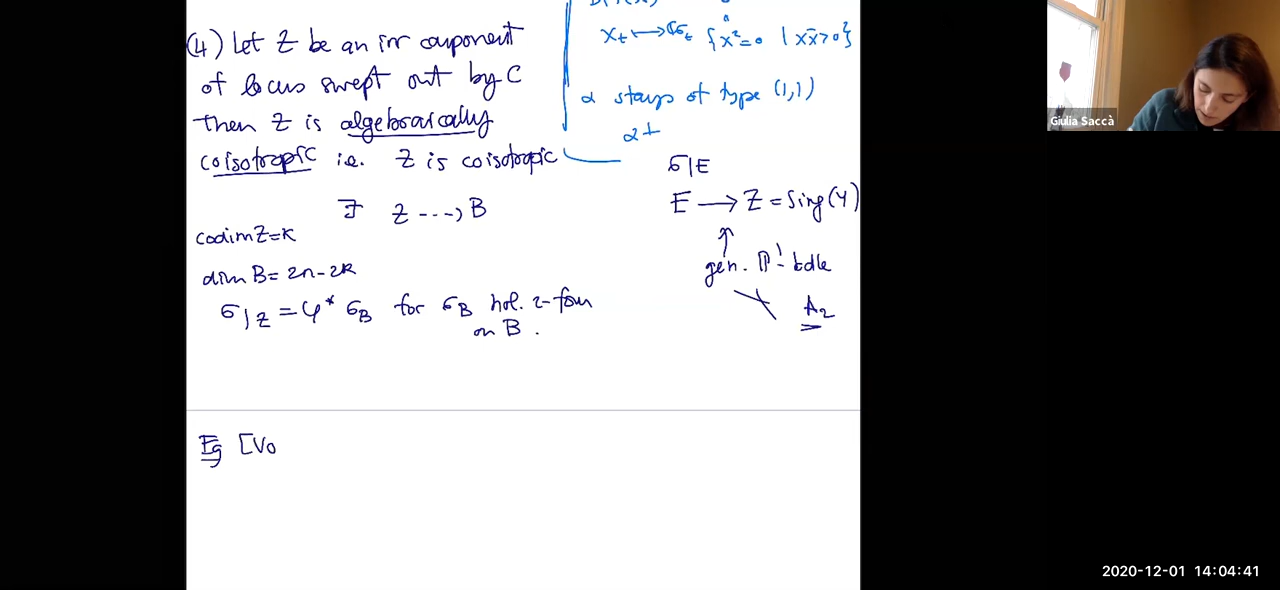 (4) Let Z be an irr component
of locus swept out by C
Then Z is algebraically
coisotropic i.e. Z is coisotropic
∃ Z ---> B
codim Z = k
dim B = 2n-2k
σ|Z = φ* σB for σB hol. 2-form
on B.
Xt ⟼ σt {x²=0 | xx̄>0}
α stays of type (1,1)
α⊥
σ|E
E ⟶ Z = Sing(Y)
gen. ℙ¹-bdle
A2
Eg [Vo
Giulia Saccà
2020-12-01 14:04:41